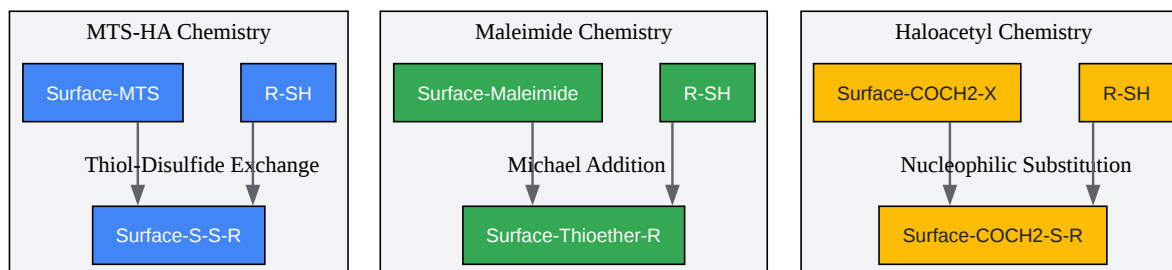 MTS-HA Chemistry
Surface-MTS
R-SH
Thiol-Disulfide Exchange
Surface-S-S-R
Maleimide Chemistry
Surface-Maleimide
R-SH
Michael Addition
Surface-Thioether-R
Haloacetyl Chemistry
Surface-COCH2-X
R-SH
Nucleophilic Substitution
Surface-COCH2-S-R